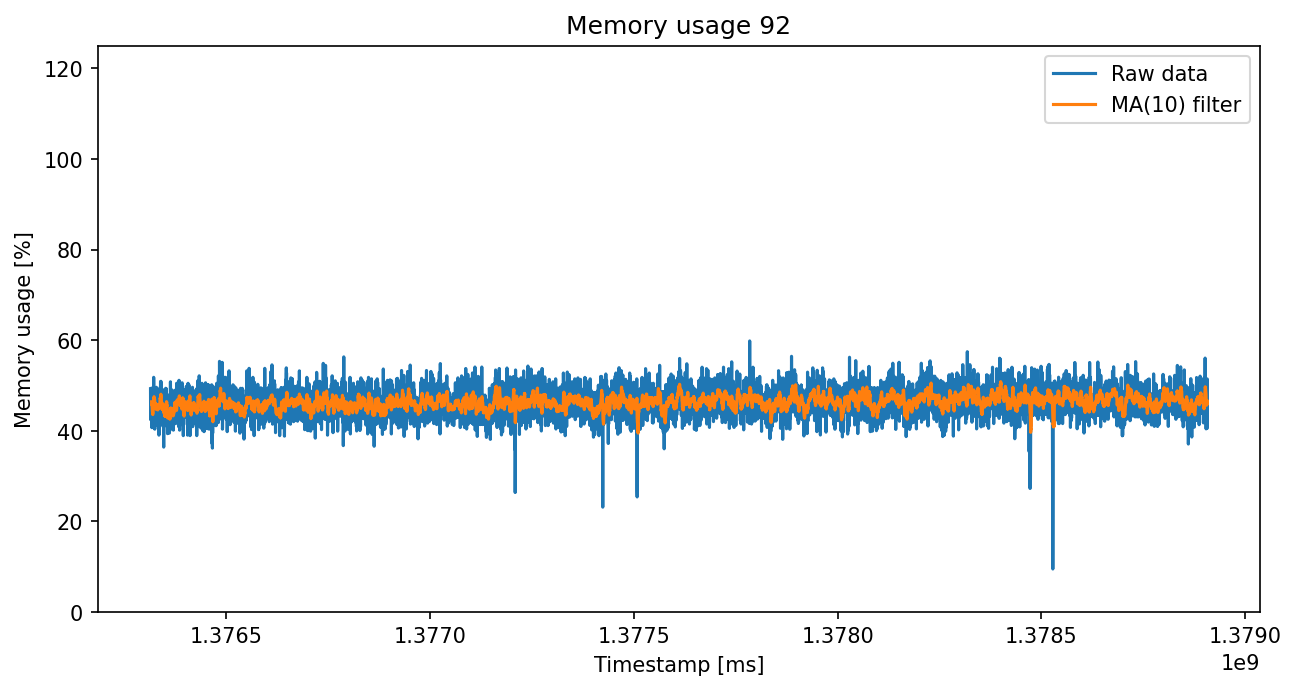 Memory usage 92
Raw data
MA(10) filter
Memory usage [%]
120
100
80
60
40
20
0
1.3765 1.3770 1.3775 1.3780 1.3785 1.3790
1e9
Timestamp [ms]